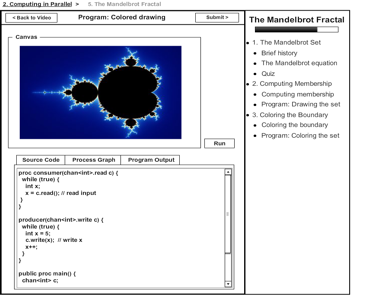 2. Computing in Parallel > 5. The Mandelbrot Fractal
< Back to Video
Program: Colored drawing
Submit >
Canvas
Run
Source Code
Process Graph
Program Output
proc consumer(chan<int>.read c) {
while (true) {
int x;
x = c.read(); // read input
}
}
producer(chan<int>.write c) {
while (true) {
int x = 5;
c.write(x); // write x
x++;
}
}
public proc main() {
chan<int> c;
The Mandelbrot Fractal
1. The Mandelbrot Set
Brief history
The Mandelbrot equation
Quiz
2. Computing Membership
Computing membership
Program: Drawing the set
3. Coloring the Boundary
Coloring the boundary
Program: Coloring the set